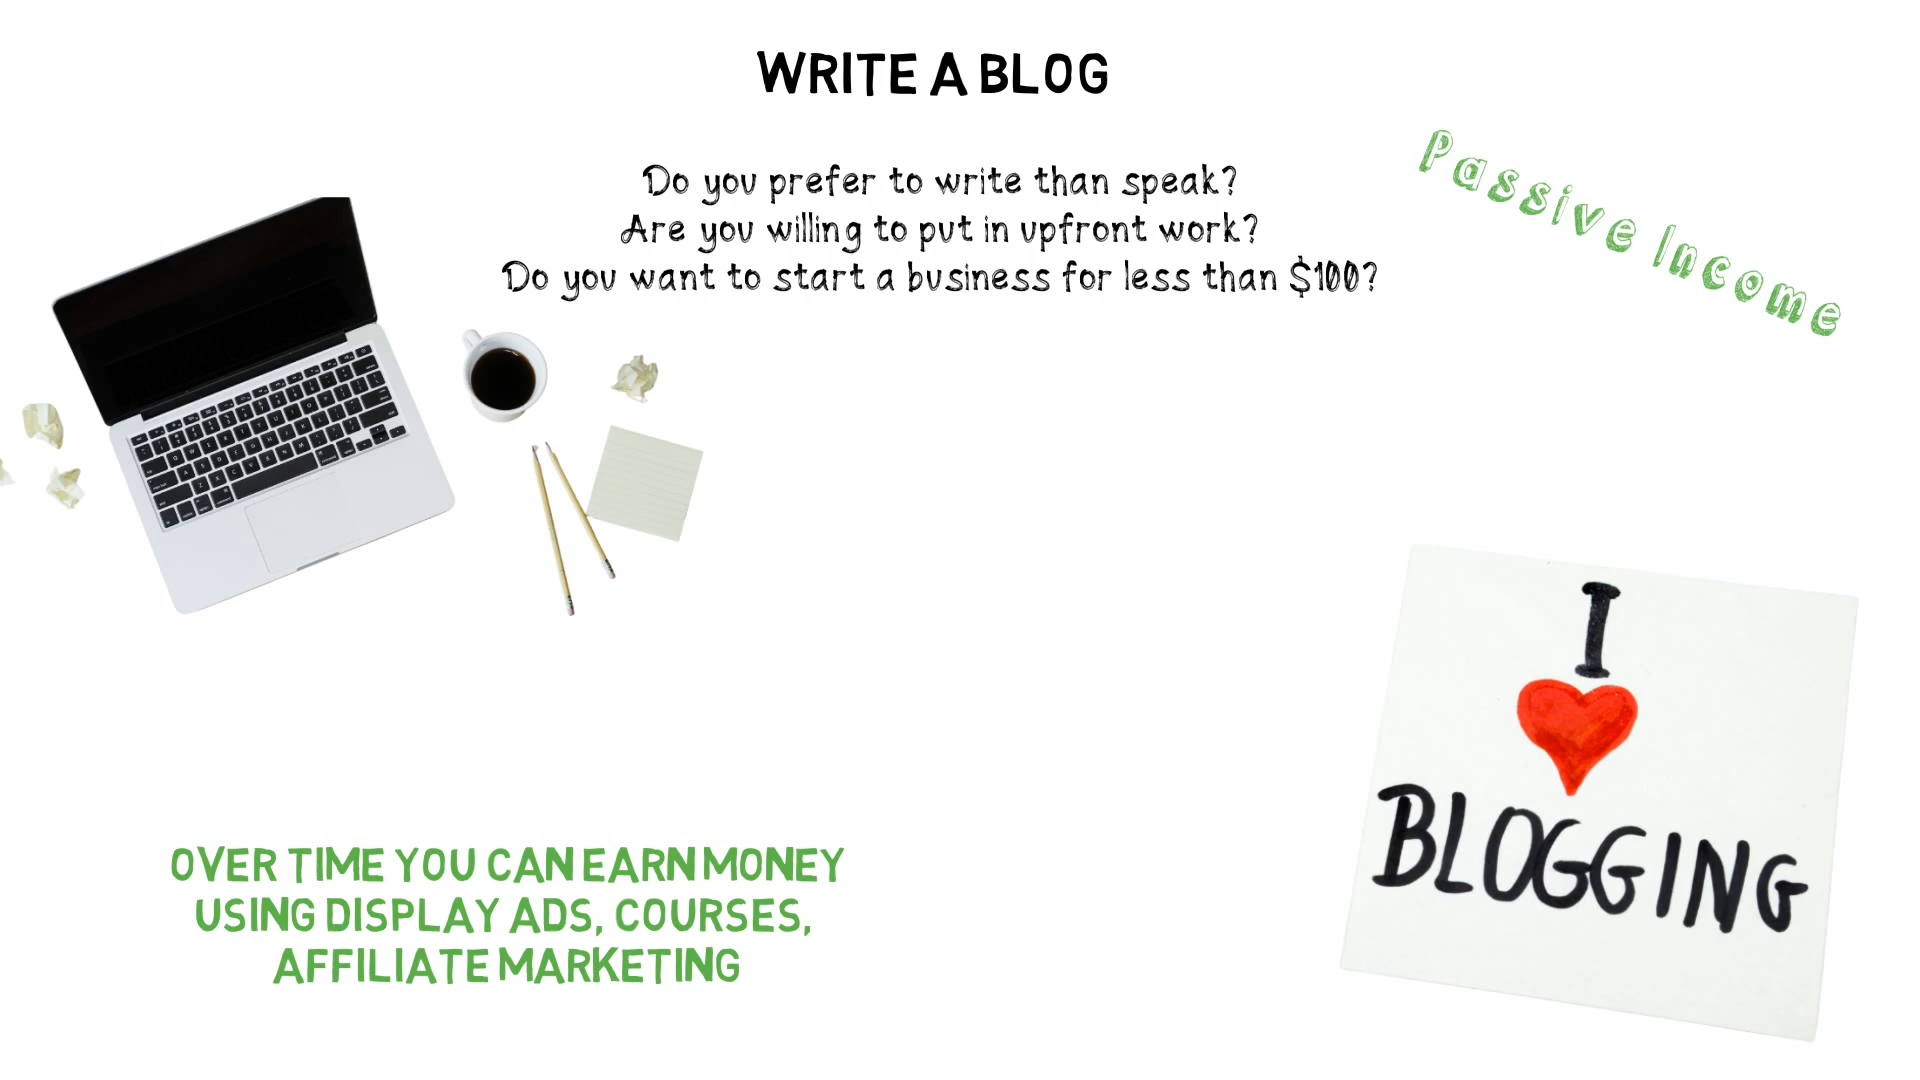 WRITE A BLOG
Do you prefer to write than speak?
Are you willing to put in upfront work?
Do you want to start a business for less than $100?
Passive Income
I
BLOGGING
OVER TIME YOU CAN EARN MONEY
USING DISPLAY ADS, COURSES,
AFFILIATE MARKETING